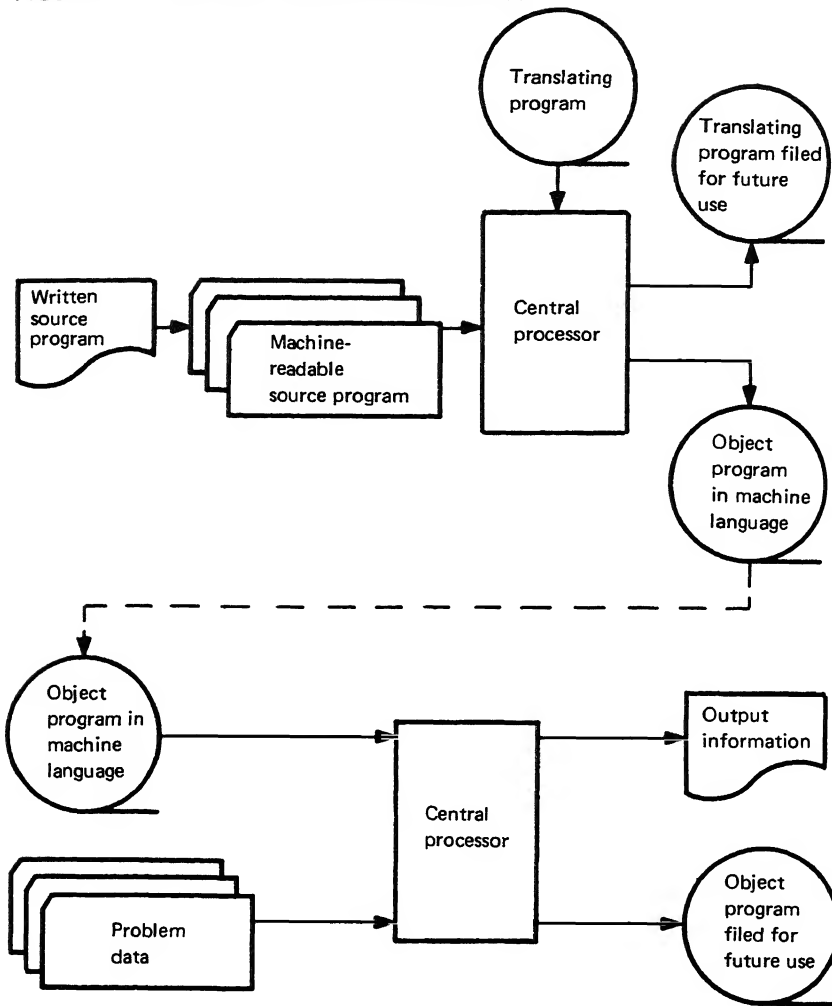 Translating
program
Translating
program filed
for future
use
Written
source
program
Machine-
readable
source program
Central
processor
Object
program
in machine
language
Object
program in
machine
language
Central
processor
Output
information
Problem
data
Object
program
filed for
future use